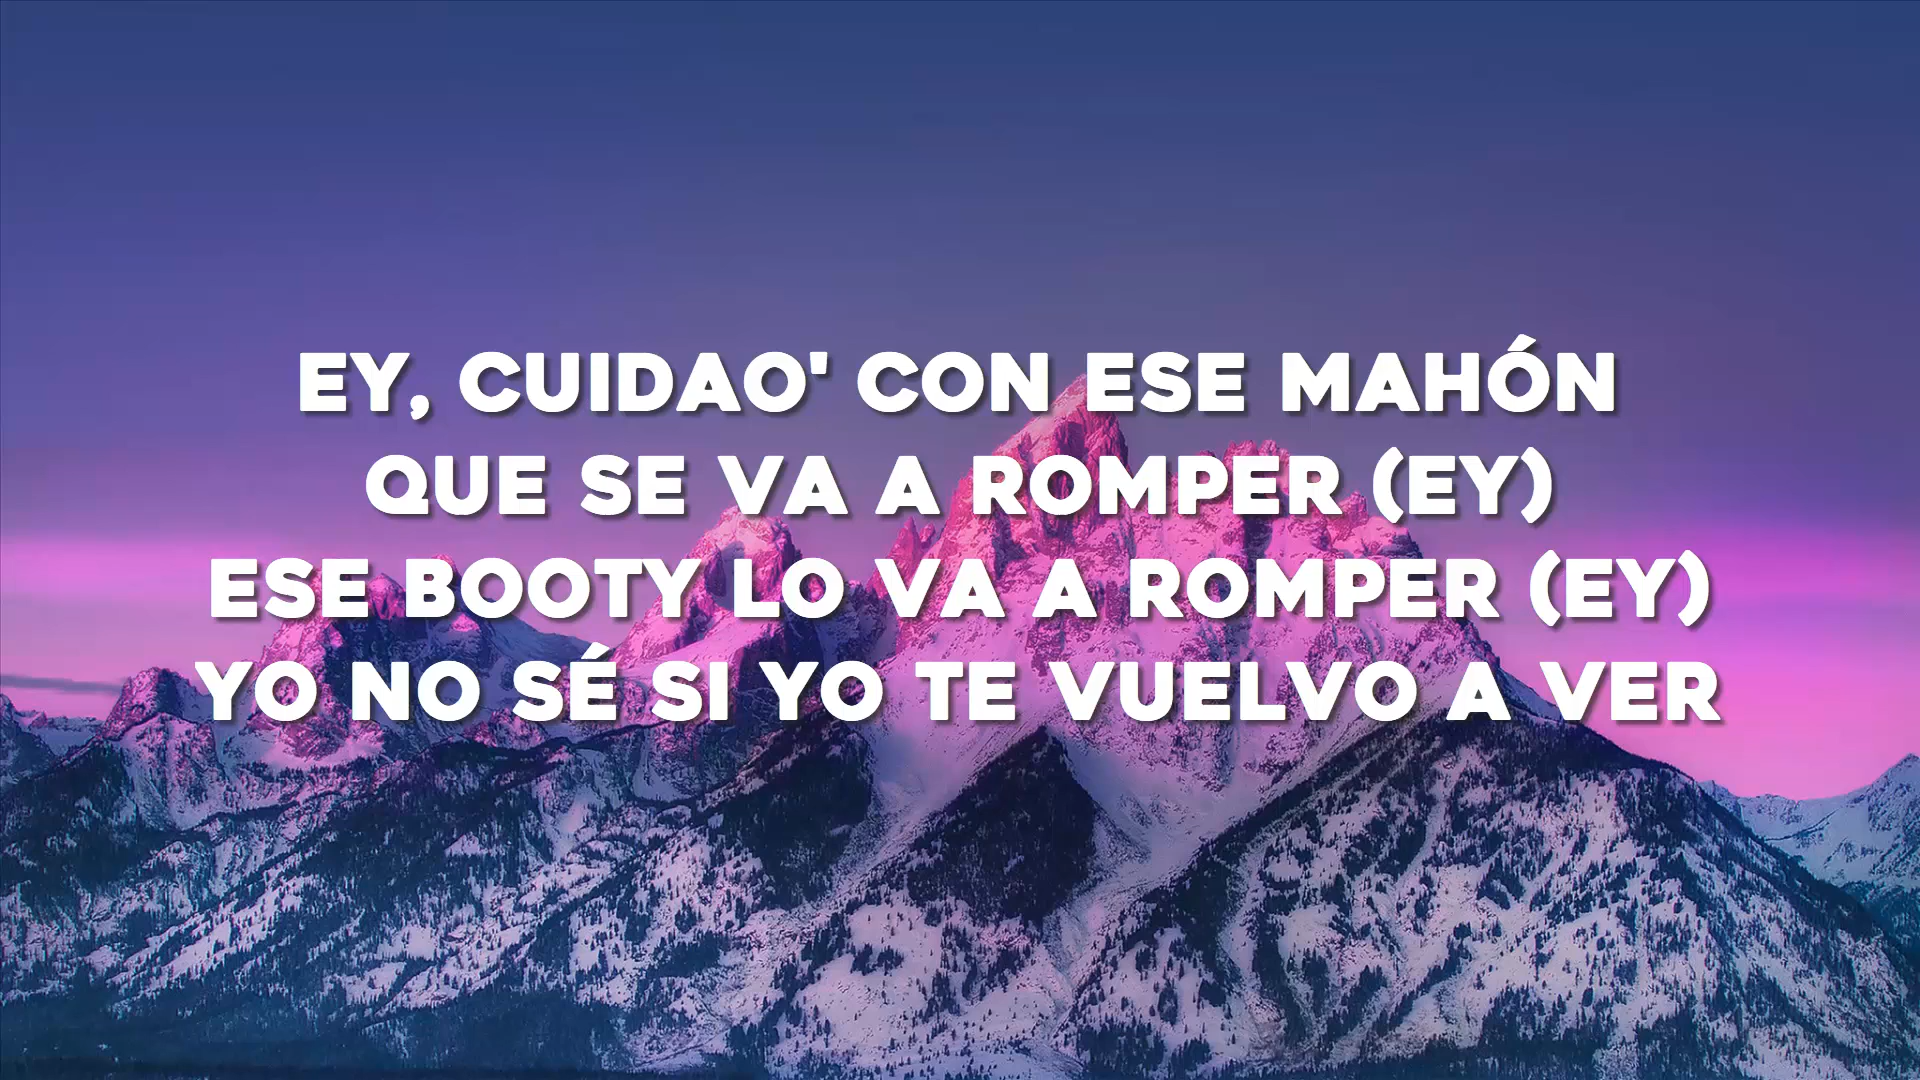 EY, CUIDAO' CON ESE MAHÓN
QUE SE VA A ROMPER (EY)
ESE BOOTY LO VA A ROMPER (EY)
YO NO SÉ SI YO TE VUELVO A VER